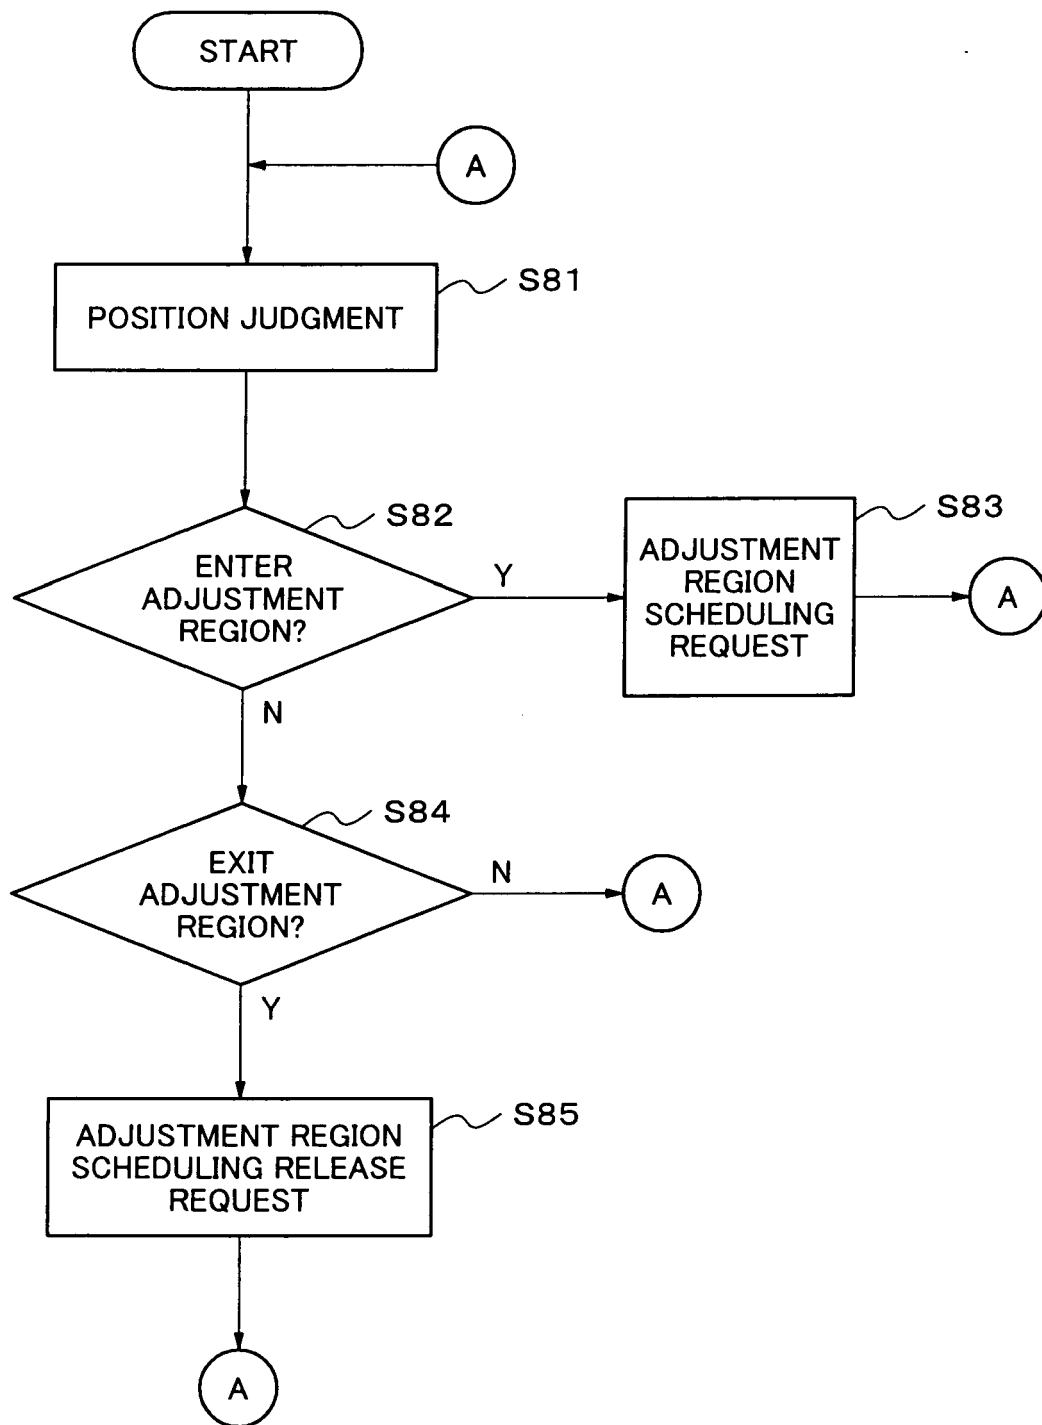 START
A
S81
POSITION JUDGMENT
S82
ENTER
ADJUSTMENT
REGION?
Y
S83
ADJUSTMENT
REGION
SCHEDULING
REQUEST
A
N
S84
EXIT
ADJUSTMENT
REGION?
N
A
Y
S85
ADJUSTMENT REGION
SCHEDULING RELEASE
REQUEST
A